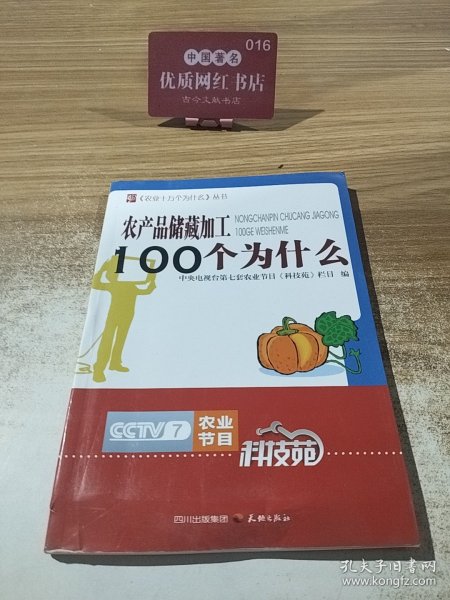 016
中国著名
优质网红书店
古今文献书店
《农业十万个为什么》丛书
农产品储藏加工
NONGCHANPIN CHUCANG JIAGONG
100GE WEISHENME
100个为什么
中央电视台第七套农业节目《科技苑》栏目 编
CCTV 7
农业
节目
科技苑
四川出版集团 天地出版社
孔夫子旧书网
www.kongfz.com